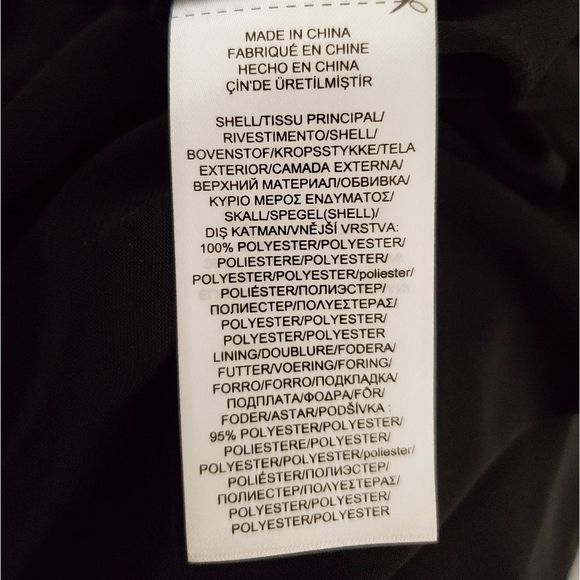 MADE IN CHINA
FABRIQUÉ EN CHINE
HECHO EN CHINA
ÇİN'DE ÜRETİLMİŞTİR
SHELL/TISSU PRINCIPAL/
RIVESTIMENTO/SHELL/
BOVENSTOF/KROPSSTYKKE/TELA
EXTERIOR/CAMADA EXTERNA/
ВЕРХНИЙ МАТЕРИАЛ/ОБВИВКА/
ΚΥΡΙΟ ΜΕΡΟΣ ΕΝΔΥΜΑΤΟΣ/
SKALL/SPEGEL(SHELL)/
DIŞ KATMAN/VNĚJŠÍ VRSTVA:
100% POLYESTER/POLYESTER/
POLIESTERE/POLYESTER/
POLYESTER/POLYESTER/poliester/
POLIÉSTER/ПОЛИЭСТЕР/
ПОЛИЕСТЕР/ΠΟΛΥΕΣΤΕΡΑΣ/
POLYESTER/POLYESTER/
POLYESTER/POLYESTER
LINING/DOUBLURE/FODERA/
FUTTER/VOERING/FORING/
FORRO/FORRO/ПОДКЛАДКА/
ПОДПЛАТА/ΦΟΔΡΑ/FÔR/
FODER/ASTAR/PODŠÍVKA :
95% POLYESTER/POLYESTER/
POLIESTERE/POLYESTER/
POLYESTER/POLYESTER/poliester/
POLIÉSTER/ПОЛИЭСТЕР/
ПОЛИЕСТЕР/ΠΟΛΥΕΣΤΕΡΑΣ/
POLYESTER/POLYESTER/
POLYESTER/POLYESTER